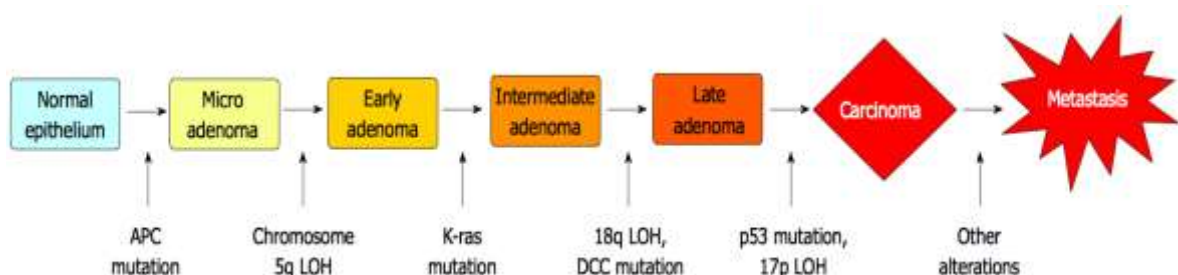 Normal
epithelium
Micro
adenoma
Early
adenoma
Intermediate
adenoma
Late
adenoma
Carcinoma
Metastasis
APC
mutation
Chromosome
5q LOH
K-ras
mutation
18q LOH,
DCC mutation
p53 mutation,
17p LOH
Other
alterations